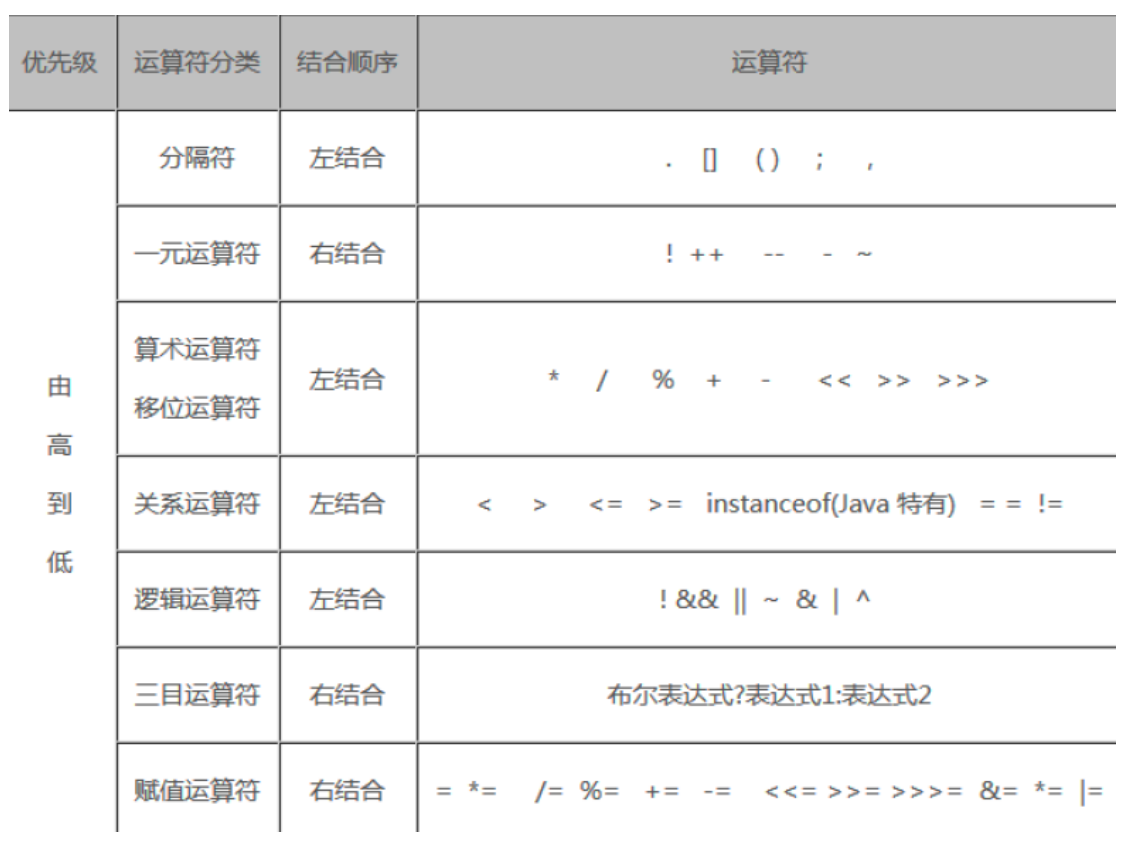 优先级 运算符分类 结合顺序 运算符
分隔符 左结合 . [] () ; ,
一元运算符 右结合 ! ++ -- - ~
算术运算符
移位运算符 左结合 * / % + - << >> >>>
关系运算符 左结合 < > <= >= instanceof(Java 特有) = = !=
逻辑运算符 左结合 ! && || ~ & | ^
三目运算符 右结合 布尔表达式?表达式1:表达式2
赋值运算符 右结合 = *= /= %= += -= <<= >>= >>>= &= *= |=
由
高
到
低